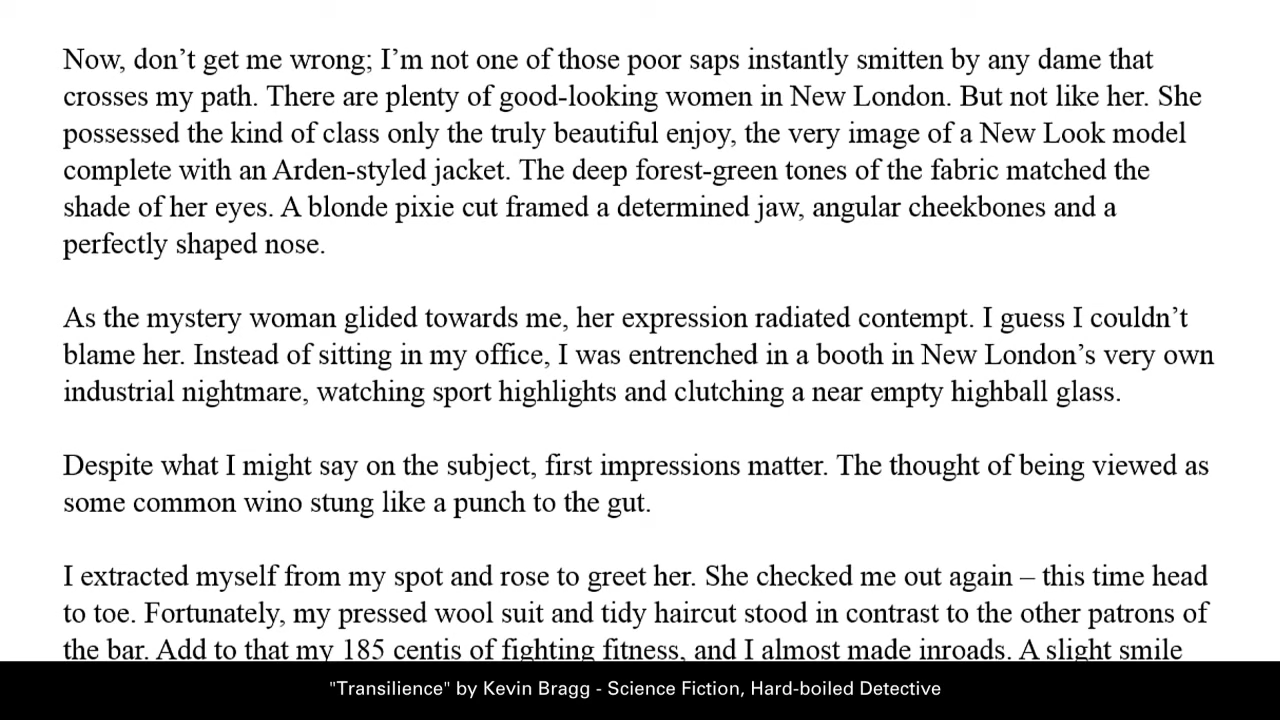 Now, don’t get me wrong; I’m not one of those poor saps instantly smitten by any dame that
crosses my path. There are plenty of good-looking women in New London. But not like her. She
possessed the kind of class only the truly beautiful enjoy, the very image of a New Look model
complete with an Arden-styled jacket. The deep forest-green tones of the fabric matched the
shade of her eyes. A blonde pixie cut framed a determined jaw, angular cheekbones and a
perfectly shaped nose.
As the mystery woman glided towards me, her expression radiated contempt. I guess I couldn’t
blame her. Instead of sitting in my office, I was entrenched in a booth in New London’s very own
industrial nightmare, watching sport highlights and clutching a near empty highball glass.
Despite what I might say on the subject, first impressions matter. The thought of being viewed as
some common wino stung like a punch to the gut.
I extracted myself from my spot and rose to greet her. She checked me out again – this time head
to toe. Fortunately, my pressed wool suit and tidy haircut stood in contrast to the other patrons of
the bar. Add to that my 185 centis of fighting fitness, and I almost made inroads. A slight smile
"Transilience" by Kevin Bragg - Science Fiction, Hard-boiled Detective